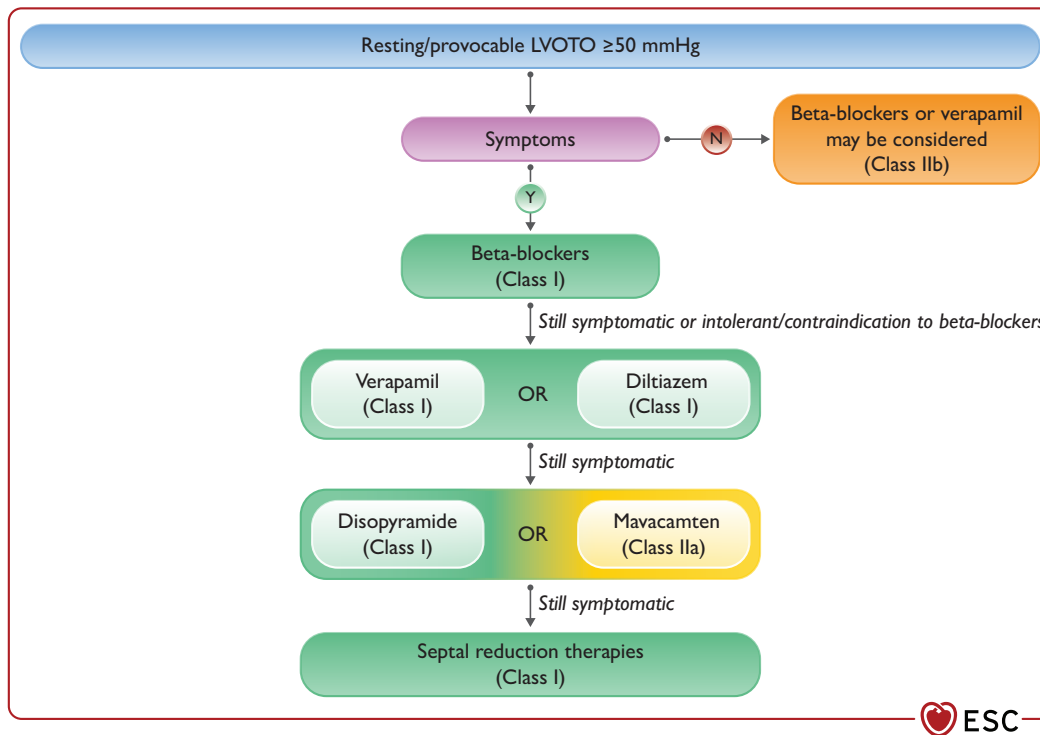 Resting/provocable LVOTO ≥50 mmHg
Symptoms
N
Beta-blockers or verapamil
may be considered
(Class IIb)
Y
Beta-blockers
(Class I)
Still symptomatic or intolerant/contraindication to beta-blockers
Verapamil
(Class I)
OR
Diltiazem
(Class I)
Still symptomatic
Disopyramide
(Class I)
OR
Mavacamten
(Class IIa)
Still symptomatic
Septal reduction therapies
(Class I)
ESC